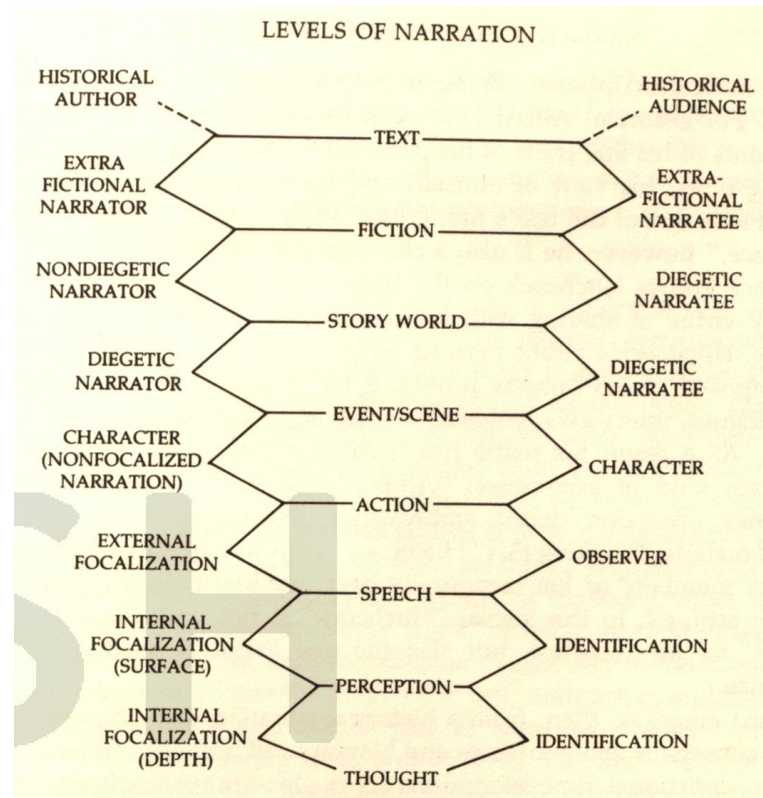 LEVELS OF NARRATION
HISTORICAL
AUTHOR
HISTORICAL
AUDIENCE
TEXT
EXTRA
FICTIONAL
NARRATOR
EXTRA-
FICTIONAL
NARRATEE
FICTION
NONDIEGETIC
NARRATOR
DIEGETIC
NARRATEE
STORY WORLD
DIEGETIC
NARRATOR
DIEGETIC
NARRATEE
EVENT/SCENE
CHARACTER
(NONFOCALIZED
NARRATION)
CHARACTER
ACTION
EXTERNAL
FOCALIZATION
OBSERVER
SPEECH
INTERNAL
FOCALIZATION
(SURFACE)
IDENTIFICATION
PERCEPTION
INTERNAL
FOCALIZATION
(DEPTH)
IDENTIFICATION
THOUGHT
SH